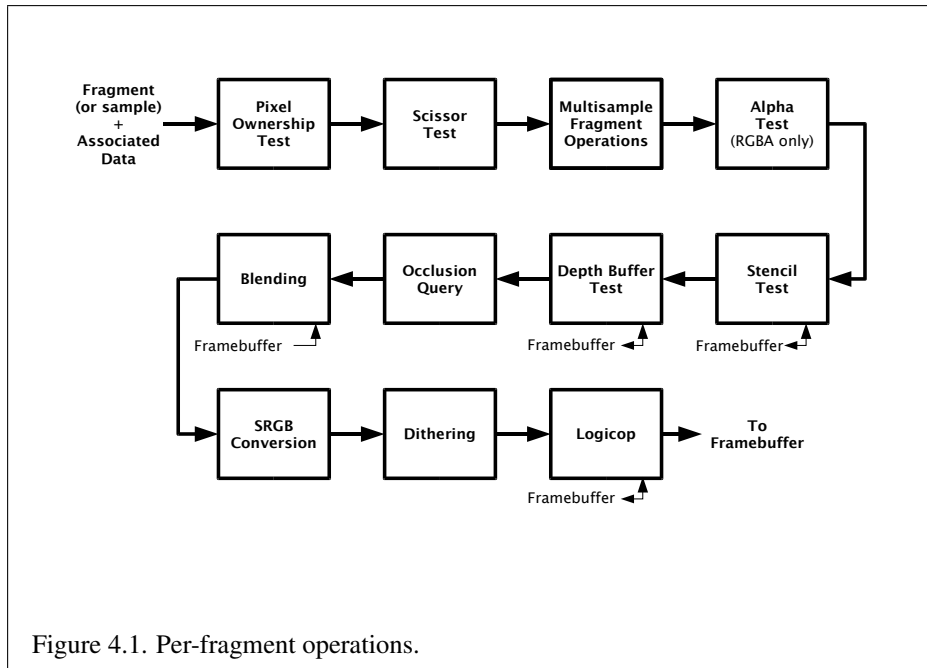 Fragment
(or sample)
+
Associated
Data
Pixel
Ownership
Test
Scissor
Test
Multisample
Fragment
Operations
Alpha
Test
(RGBA only)
Blending
Occlusion
Query
Depth Buffer
Test
Stencil
Test
Framebuffer
Framebuffer
Framebuffer
SRGB
Conversion
Dithering
Logicop
To
Framebuffer
Framebuffer
Figure 4.1. Per-fragment operations.